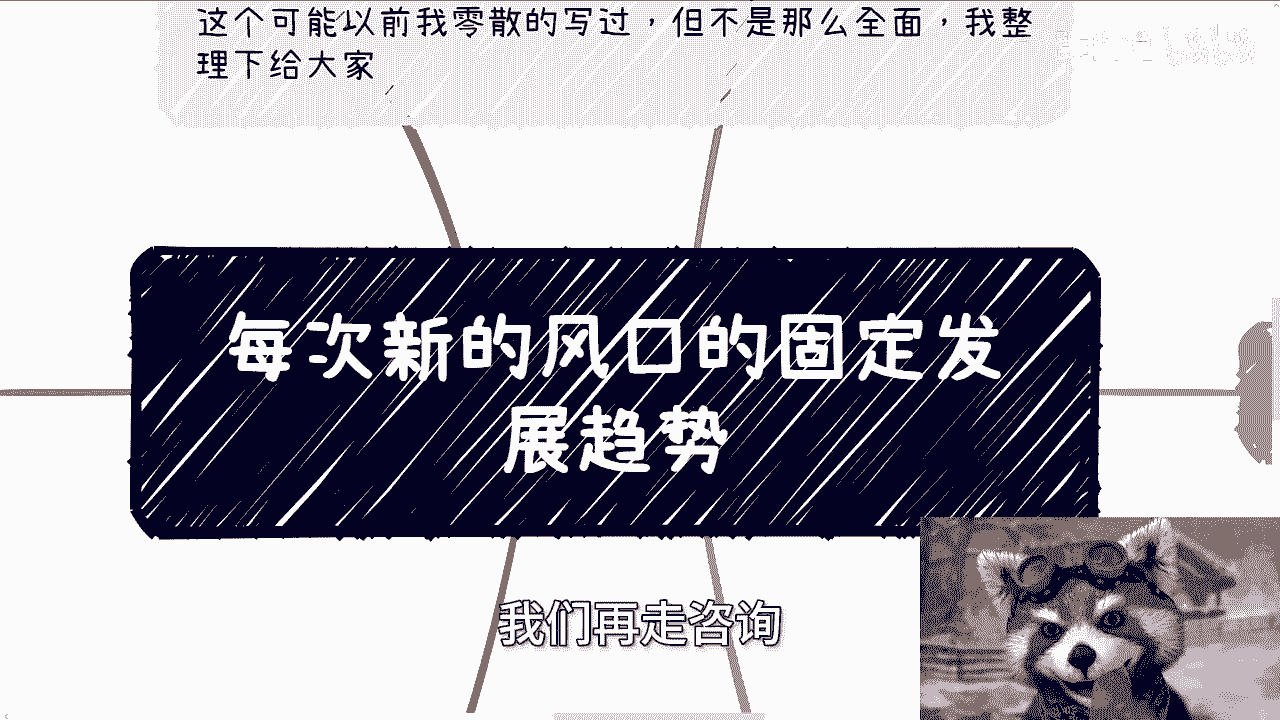 这个可能以前我零散的写过，但不是那么全面，我整
理下给大家
每次新的风口的固定发
展趋势
我们再走咨询